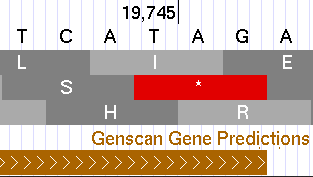 19,745
T C A T A G A
L I E
S *
H R
Genscan Gene Predictions